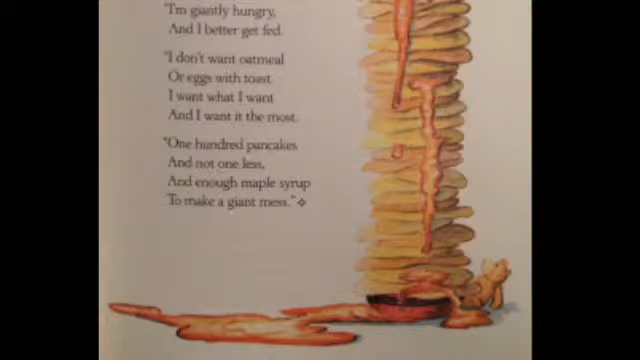 "I'm giantly hungry,
And I better get fed.
"I don't want oatmeal
Or eggs with toast
I want what I want
And I want it the most.
"One hundred pancakes
And not one less,
And enough maple syrup
To make a giant mess."